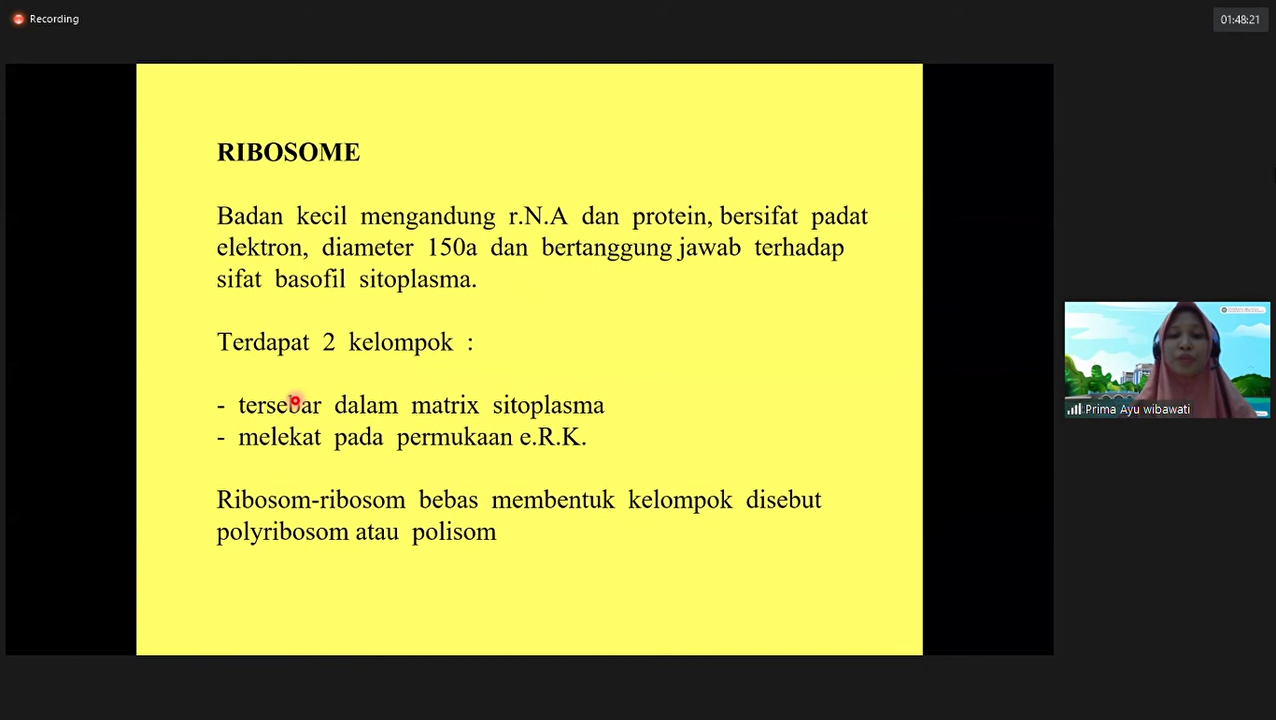 Recording
01:48:21
RIBOSOME
Badan kecil mengandung r.N.A dan protein, bersifat padat
elektron, diameter 150a dan bertanggung jawab terhadap
sifat basofil sitoplasma.
Terdapat 2 kelompok :
- tersebar dalam matrix sitoplasma
- melekat pada permukaan e.R.K.
Ribosom-ribosom bebas membentuk kelompok disebut
polyribosom atau polisom
Prima Ayu wibawati